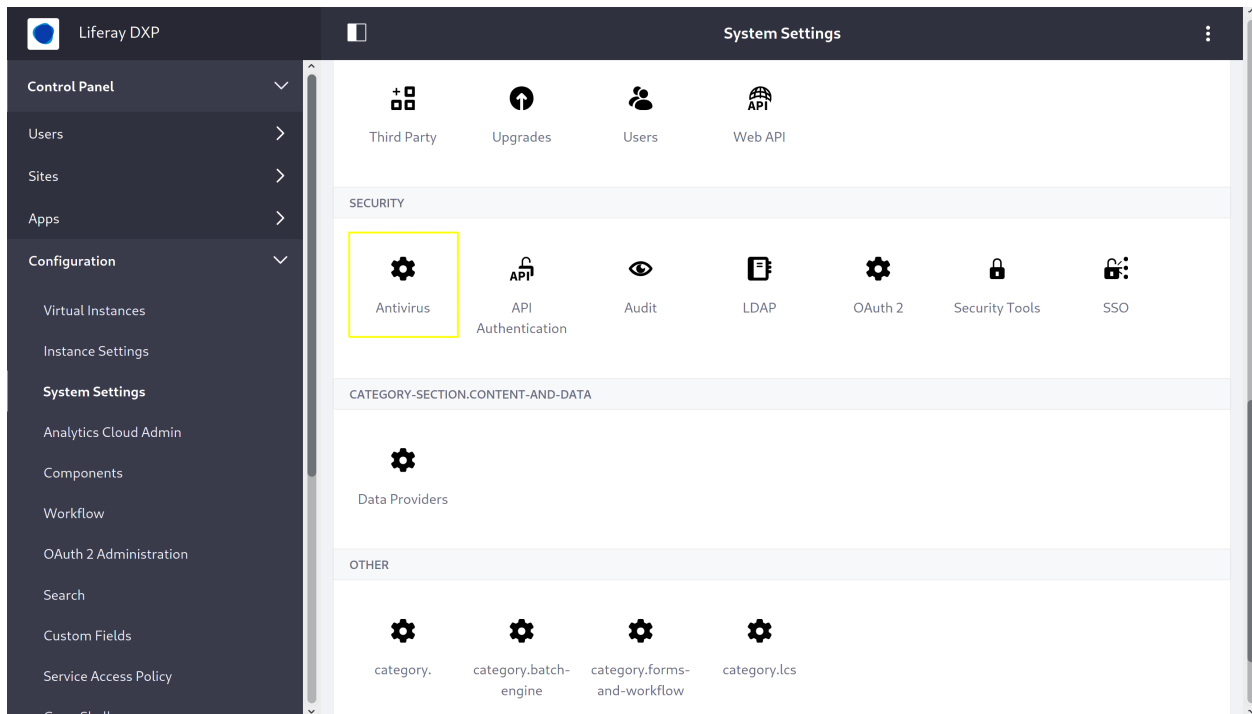 Liferay DXP
System Settings
Control Panel
Users
Sites
Apps
Configuration
Virtual Instances
Instance Settings
System Settings
Analytics Cloud Admin
Components
Workflow
OAuth 2 Administration
Search
Custom Fields
Service Access Policy
Third Party
Upgrades
Users
API
Web API
SECURITY
Antivirus
API
API
Authentication
Audit
LDAP
OAuth 2
Security Tools
SSO
CATEGORY-SECTION.CONTENT-AND-DATA
Data Providers
OTHER
category.
category.batch-
engine
category.forms-
and-workflow
category.lcs